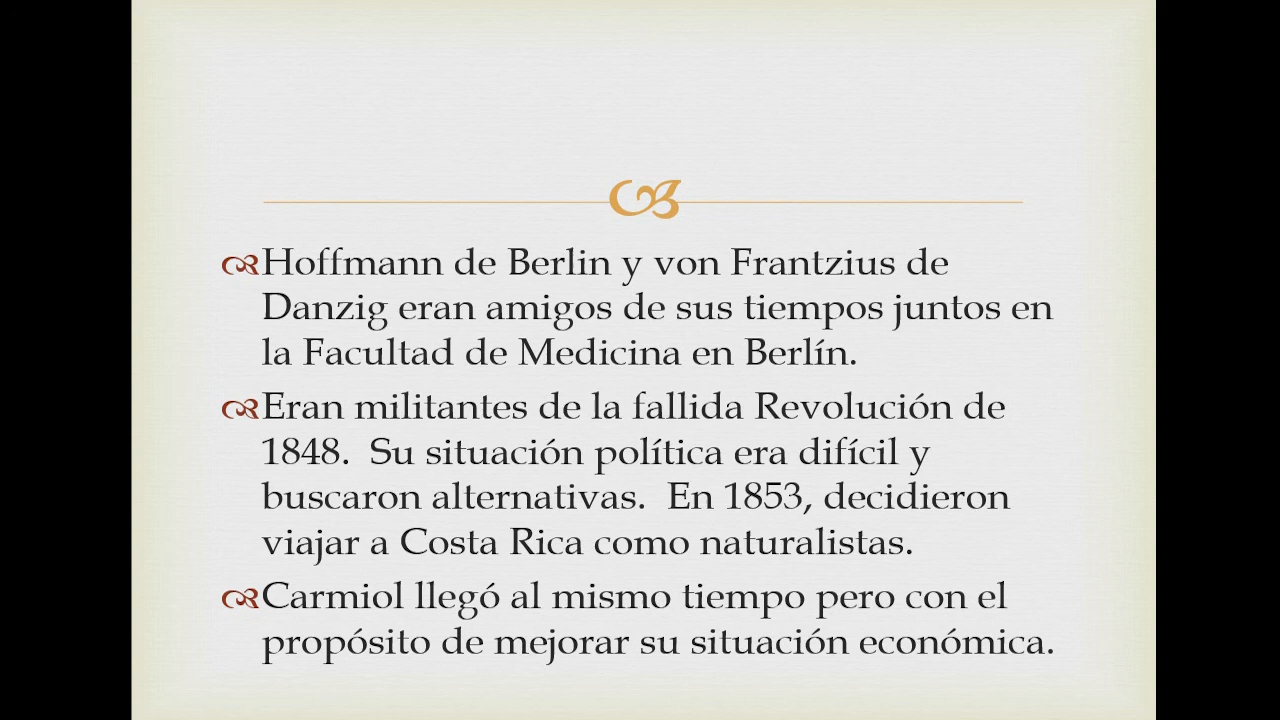 Hoffmann de Berlin y von Frantzius de
Danzig eran amigos de sus tiempos juntos en
la Facultad de Medicina en Berlín.
Eran militantes de la fallida Revolución de
1848.  Su situación política era difícil y
buscaron alternativas.  En 1853, decidieron
viajar a Costa Rica como naturalistas.
Carmiol llegó al mismo tiempo pero con el
propósito de mejorar su situación económica.